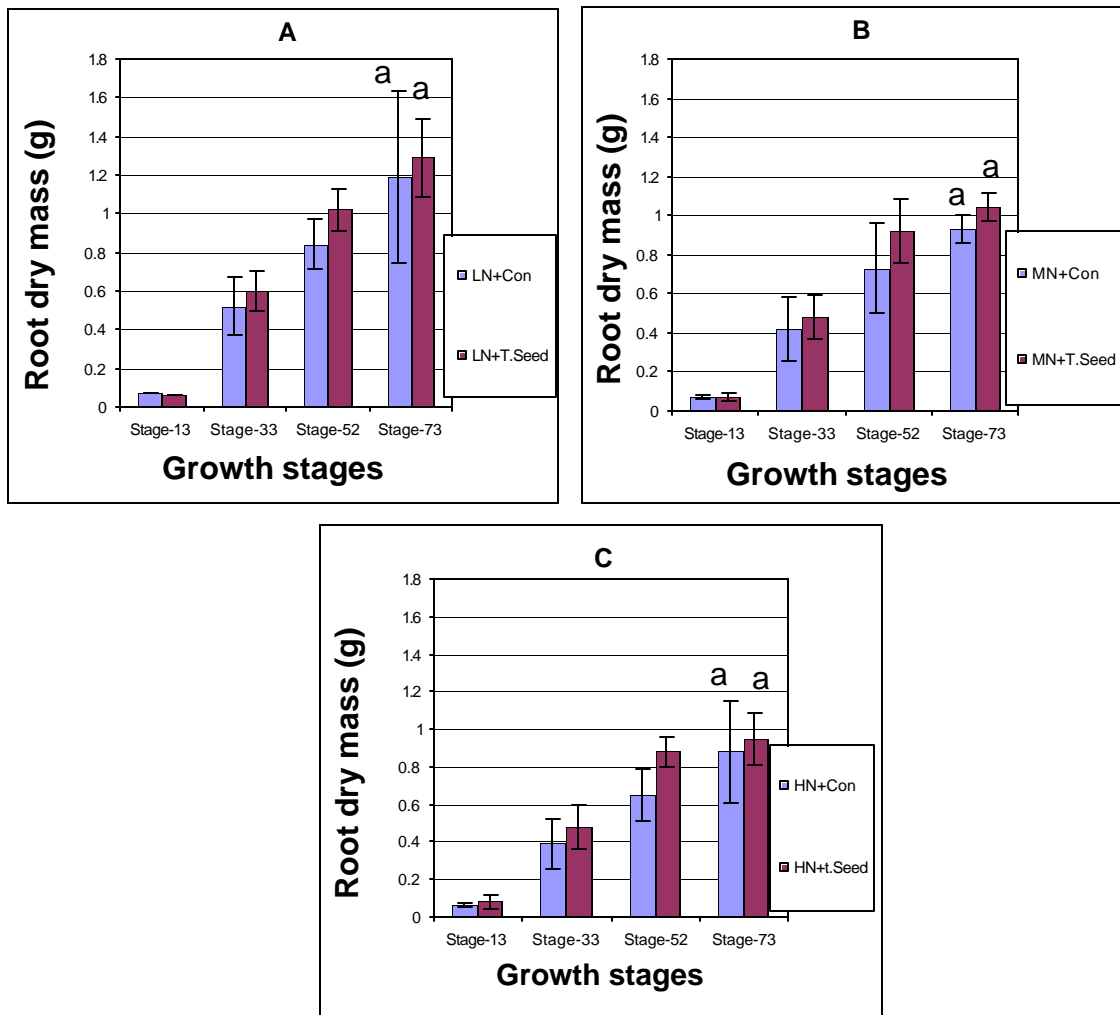 A
Root dry mass (g)
1.8
1.6
1.4
1.2
1
0.8
0.6
0.4
0.2
0
a a
Stage-13 Stage-33 Stage-52 Stage-73
Growth stages
LN+Con
LN+T.Seed
B
Root dry mass (g)
1.8
1.6
1.4
1.2
1
0.8
0.6
0.4
0.2
0
a a
Stage-13 Stage-33 Stage-52 Stage-73
Growth stages
MN+Con
MN+T.Seed
C
Root dry mass (g)
1.8
1.6
1.4
1.2
1
0.8
0.6
0.4
0.2
0
a a
Stage-13 Stage-33 Stage-52 Stage-73
Growth stages
HN+Con
HN+t.Seed